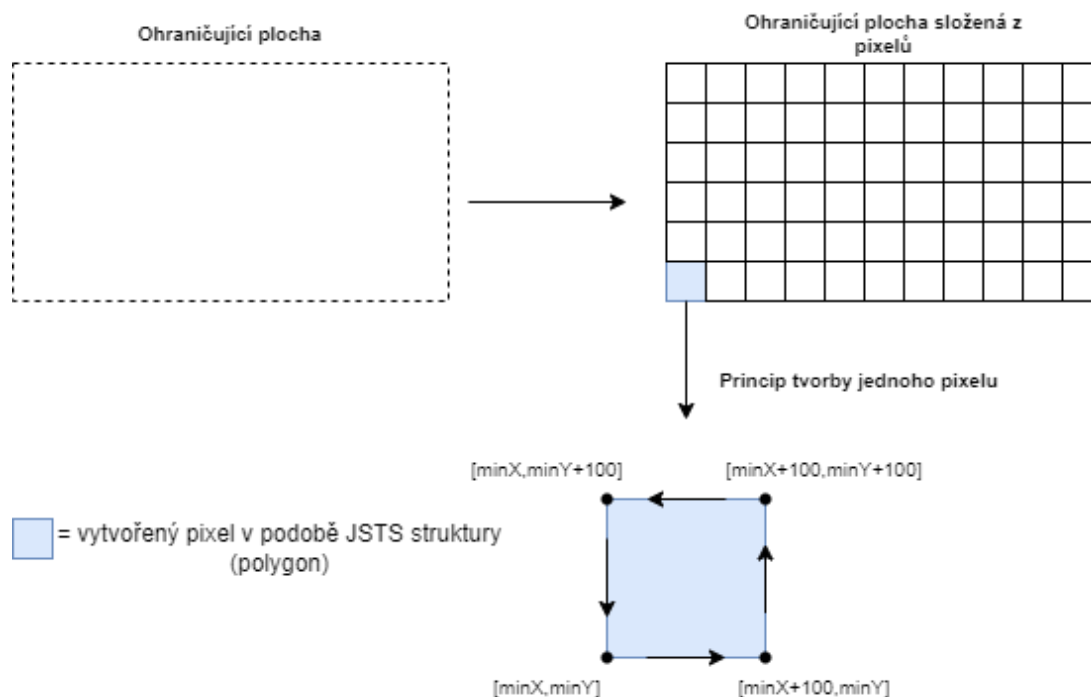 Ohraničující plocha
Ohraničující plocha složená z
pixelů
Princip tvorby jednoho pixelu
[minX,minY+100]
[minX+100,minY+100]
= vytvořený pixel v podobě JSTS struktury
(polygon)
[minX,minY]
[minX+100,minY]